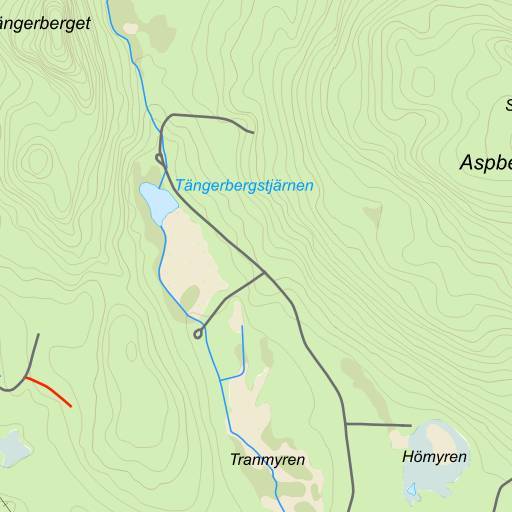 ängerberget
S
Aspbe
Tängerbergstjärnen
Tranmyren
Hömyren